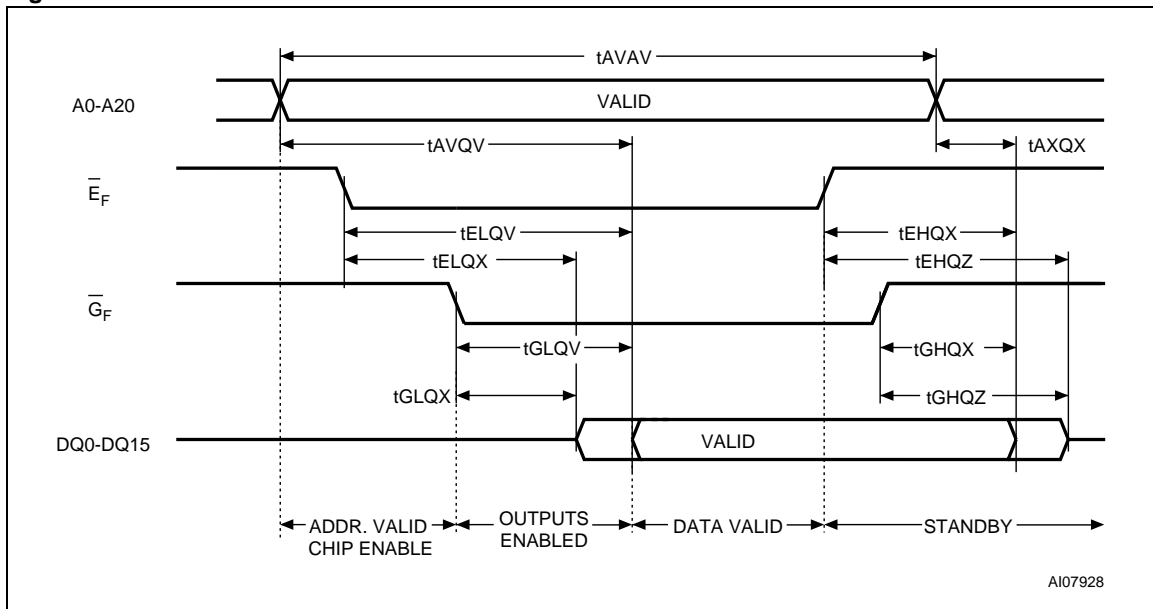 tAVAV
A0-A20
VALID
tAVQV
tAXQX
E̅F
tELQV
tEHQX
tELQX
tEHQZ
G̅F
tGLQV
tGHQX
tGLQX
tGHQZ
DQ0-DQ15
VALID
ADDR. VALID
CHIP ENABLE
OUTPUTS
ENABLED
DATA VALID
STANDBY
AI07928